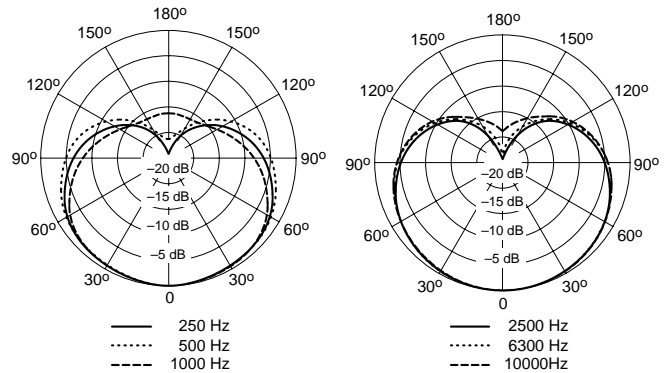 180º
150º
150º
120º
120º
90º
90º
–20 dB
–15 dB
–10 dB
–5 dB
60º
60º
30º
30º
0
250 Hz
500 Hz
1000 Hz
180º
150º
150º
120º
120º
90º
90º
–20 dB
–15 dB
–10 dB
–5 dB
60º
60º
30º
30º
0
2500 Hz
6300 Hz
10000Hz